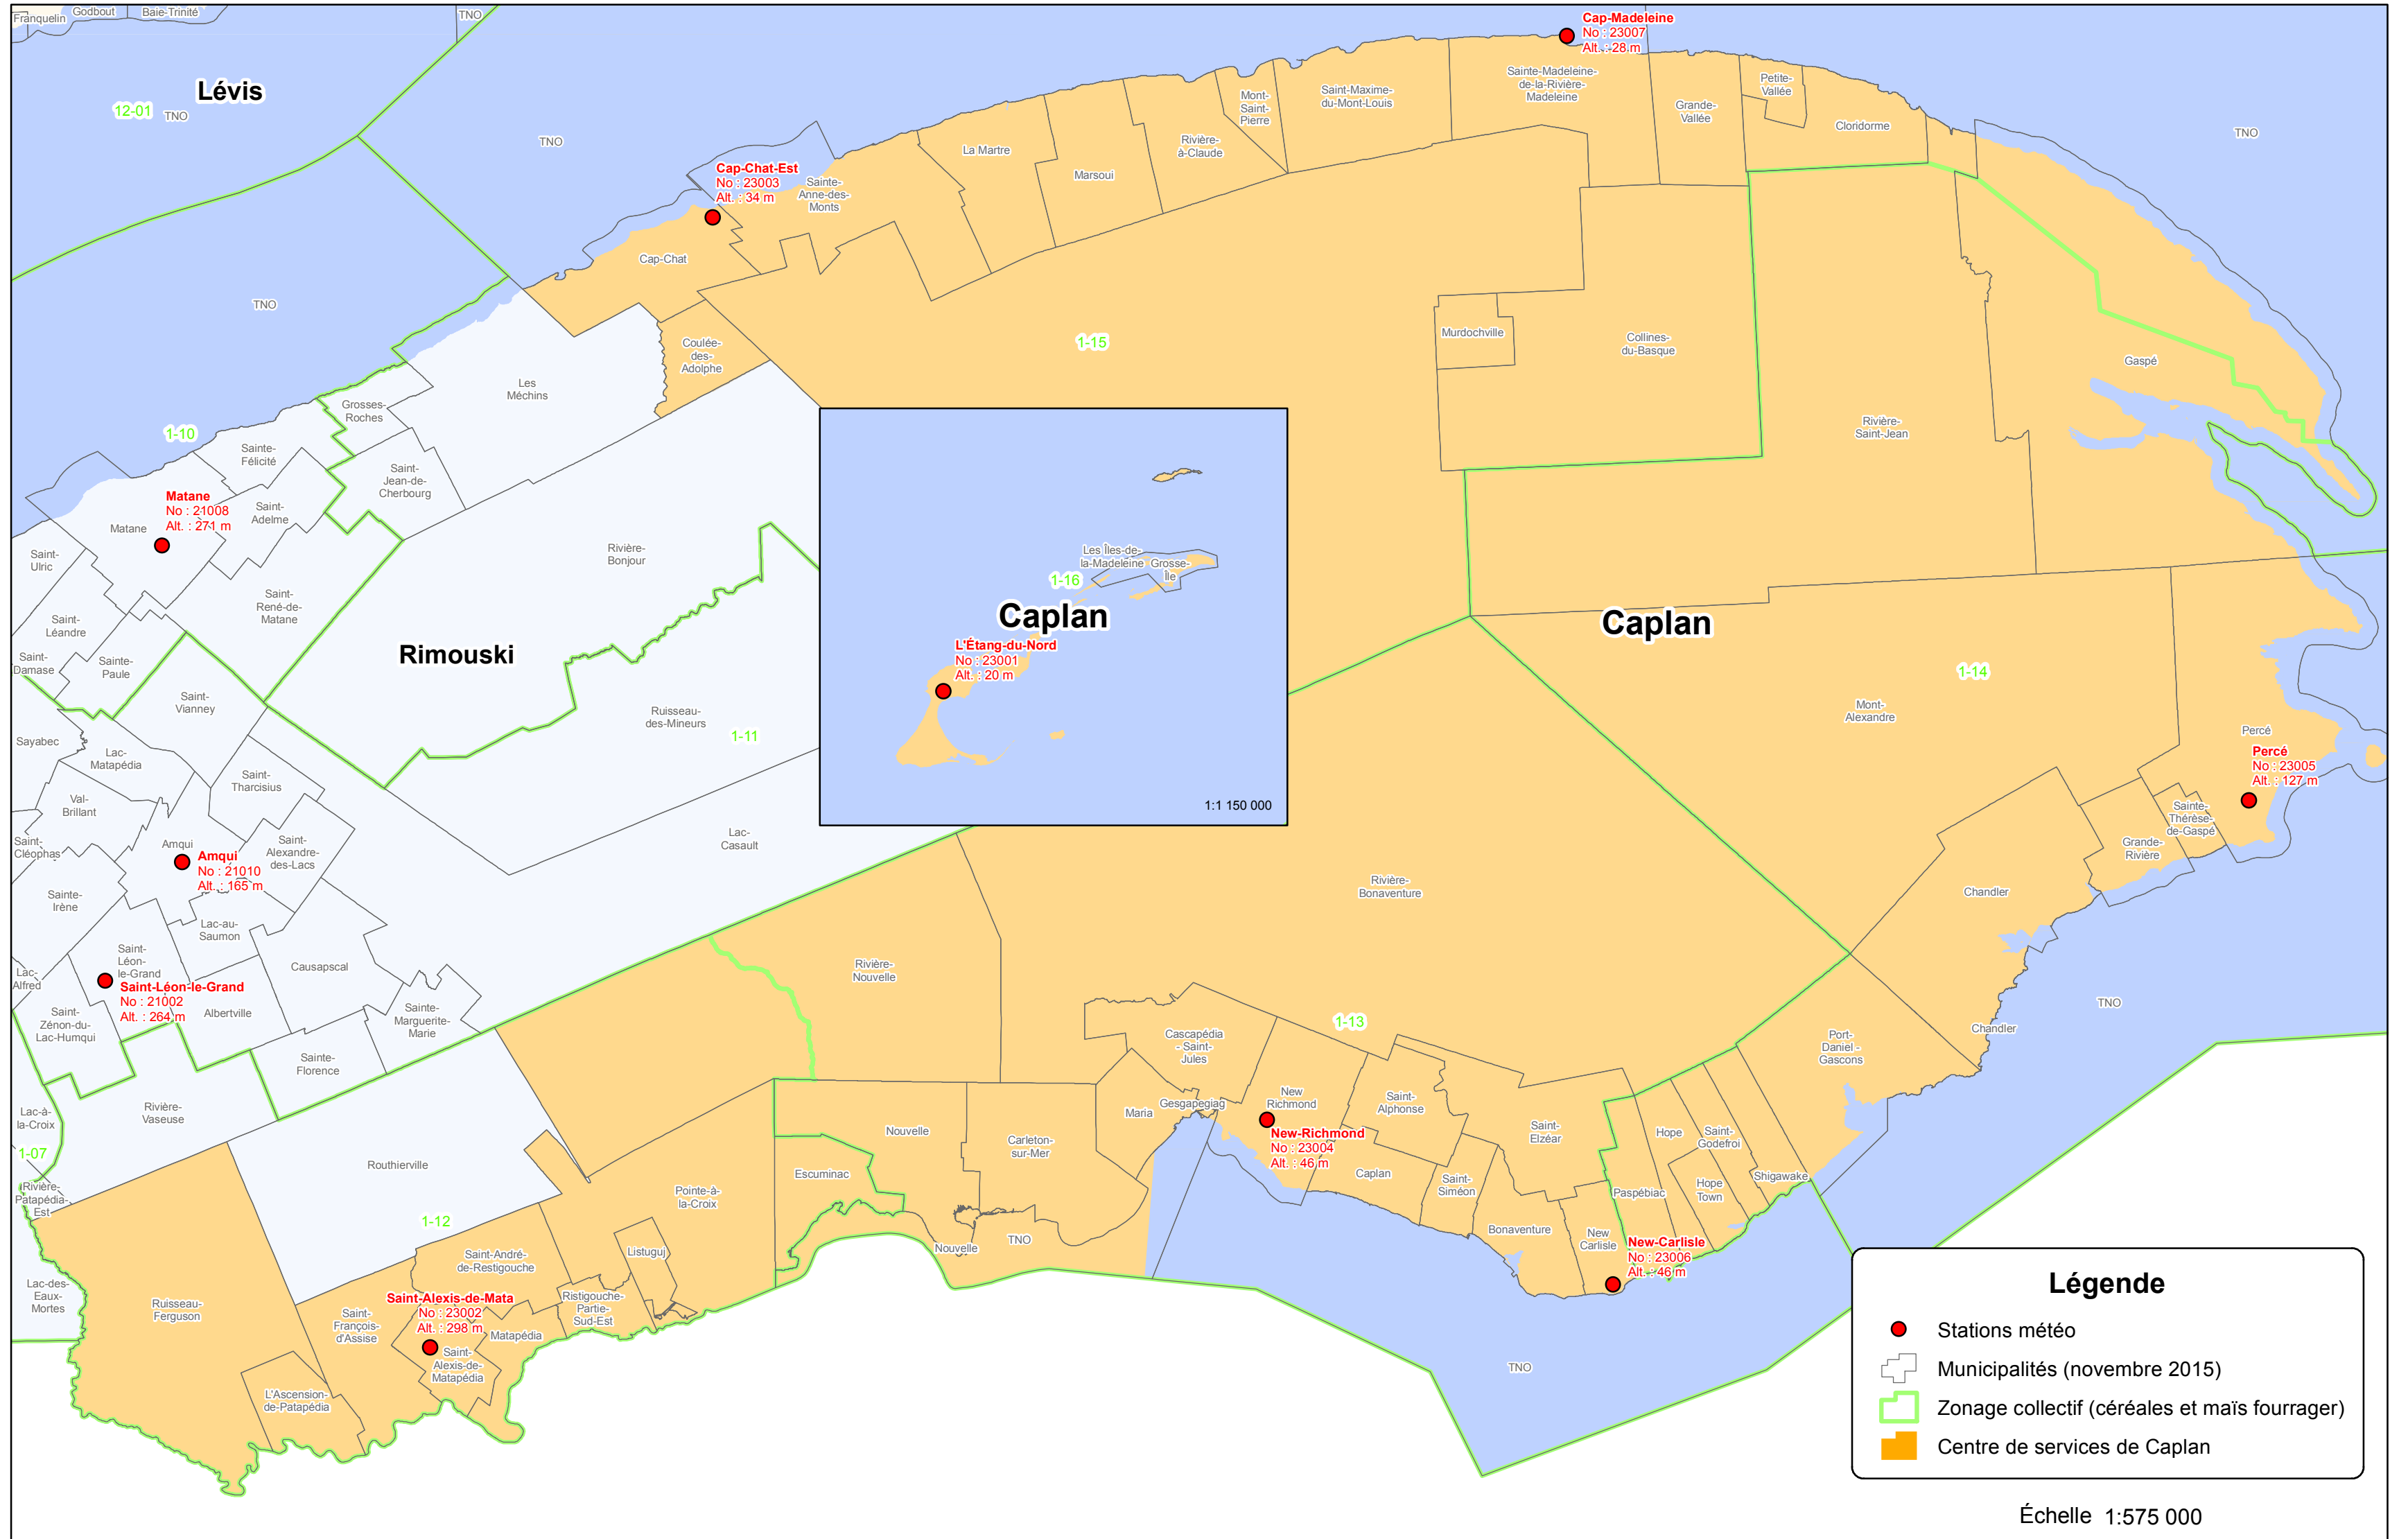 Franquelin
Godbout
Baie-Trinité
TNO
Lévis
12-01
TNO
TNO
TNO
Cap-Madeleine
No : 23007
Alt. : 28 m
Sainte-Madeleine-
de-la-Rivière-
Madeleine
Saint-Maxime-
du-Mont-Louis
Mont-
Saint-
Pierre
Grande-
Vallée
Petite-
Vallée
Cloridorme
TNO
Rivière-
à-Claude
La Martre
Marsoui
Cap-Chat-Est
No : 23003
Alt. : 34 m
Sainte-
Anne-des-
Monts
Cap-Chat
Coulée-
des-
Adolphe
1-15
Murdochville
Collines-
du-Basque
Gaspé
Rivière-
Saint-Jean
Les
Méchins
Grosses-
Roches
1-10
Sainte-
Félicité
Saint-
Jean-de-
Cherbourg
Matane
No : 21008
Alt. : 271 m
Matane
Saint-
Adelme
Saint-
Ulric
Rivière-
Bonjour
Saint-
René-de-
Matane
Saint-
Léandre
Saint-
Damase
Sainte-
Paule
Rimouski
Saint-
Vianney
Ruisseau-
des-Mineurs
1-11
Sayabec
Lac-
Matapédia
Saint-
Tharcisius
Val-
Brillant
Lac-
Casault
Saint-
Cléophas
Amqui
Amqui
No : 21010
Alt. : 165 m
Saint-
Alexandre-
des-Lacs
Sainte-
Irène
Lac-au-
Saumon
Saint-
Léon-
le-Grand
Saint-Léon-le-Grand
No : 21002
Alt. : 264 m
Lac-
Alfred
Causapscal
Albertville
Saint-
Zénon-du-
Lac-Humqui
Sainte-
Marguerite-
Marie
Sainte-
Florence
Lac-à-
la-Croix
Rivière-
Vaseuse
1-07
Rivière-
Patapédia-
Est
Routhierville
1-12
Lac-des-
Eaux-
Mortes
Ruisseau-
Ferguson
Saint-
François-
d'Assise
L'Ascension-
de-Patapédia
Saint-André-
de-Restigouche
Saint-Alexis-de-Mata
No : 23002
Alt. : 298 m
Saint-
Alexis-de-
Matapédia
Matapédia
Ristigouche-
Partie-
Sud-Est
Listuguj
Pointe-à-
la-Croix
Les Îles-de-
la-Madeleine
Grosse-
Île
1-16
Caplan
L'Étang-du-Nord
No : 23001
Alt. : 20 m
1:1 150 000
Caplan
1-14
Mont-
Alexandre
Percé
Percé
No : 23005
Alt. : 127 m
Sainte-
Thérèse-
de-Gaspé
Grande-
Rivière
Chandler
Rivière-
Bonaventure
Rivière-
Nouvelle
TNO
Chandler
Port-
Daniel -
Gascons
1-13
Cascapédia
- Saint-
Jules
Gesgapegiag
Maria
New
Richmond
New-Richmond
No : 23004
Alt. : 46 m
Saint-
Alphonse
Caplan
Saint-
Siméon
Saint-
Elzéar
Bonaventure
New
Carlisle
New-Carlisle
No : 23006
Alt. : 46 m
Paspébiac
Hope
Hope
Town
Saint-
Godefroi
Shigawake
Nouvelle
Escuminac
Carleton-
sur-Mer
Nouvelle
TNO
TNO
Légende
Stations météo
Municipalités (novembre 2015)
Zonage collectif (céréales et maïs fourrager)
Centre de services de Caplan
Échelle 1:575 000